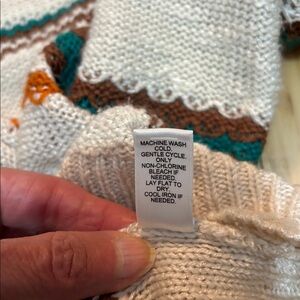 MACHINE WASH
COLD,
GENTLE CYCLE,
ONLY
NON-CHLORINE
BLEACH IF
NEEDED,
LAY FLAT TO
DRY,
COOL IRON IF
NEEDED.